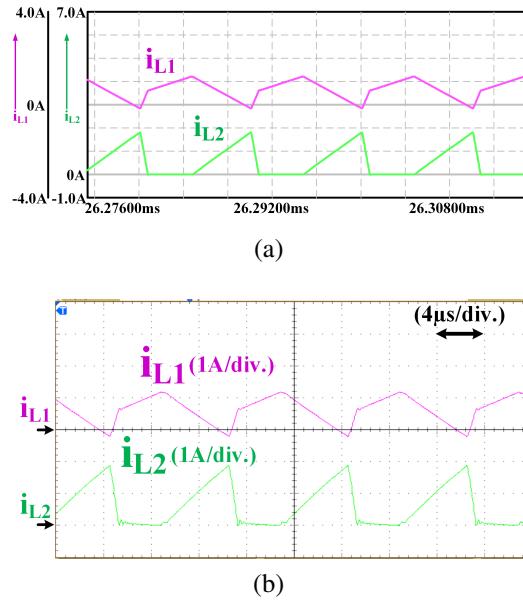 4.0A 7.0A
iL1
iL1 iL2
0A
iL2
0A
-4.0A -1.0A
26.27600ms 26.29200ms 26.30800ms
(a)
T
(4µs/div.)
iL1 (1A/div.)
iL1
iL2 (1A/div.)
iL2
(b)